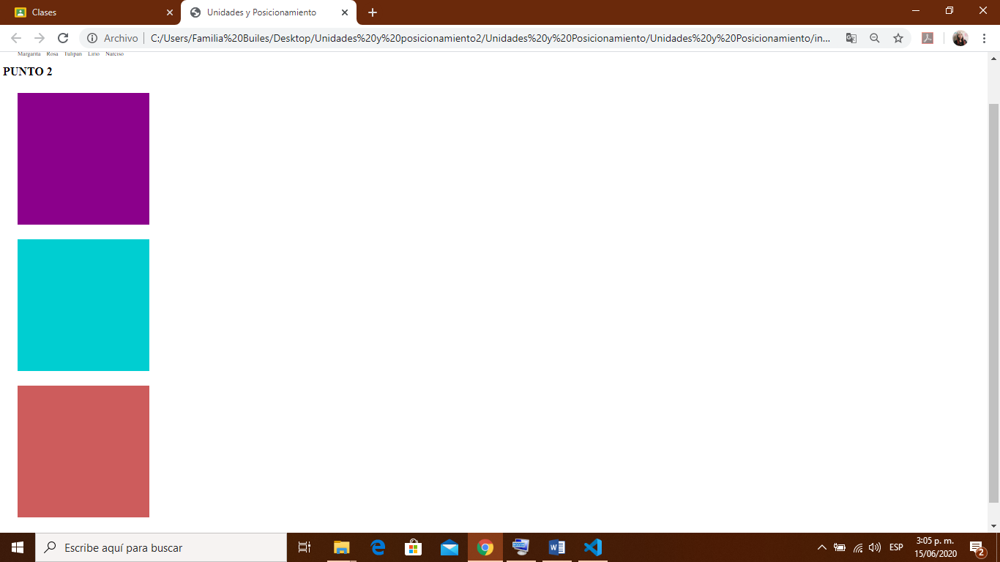 Clases
Unidades y Posicionamiento
Archivo
C:/Users/Familia%20Builes/Desktop/Unidades%20y%20posicionamiento2/Unidades%20y%20Posicionamiento/Unidades%20y%20Posicionamiento/in...
Margarita Rosa Tulipan Lirio Narciso
PUNTO 2
Escribe aquí para buscar
ESP
3:05 p. m.
15/06/2020
2